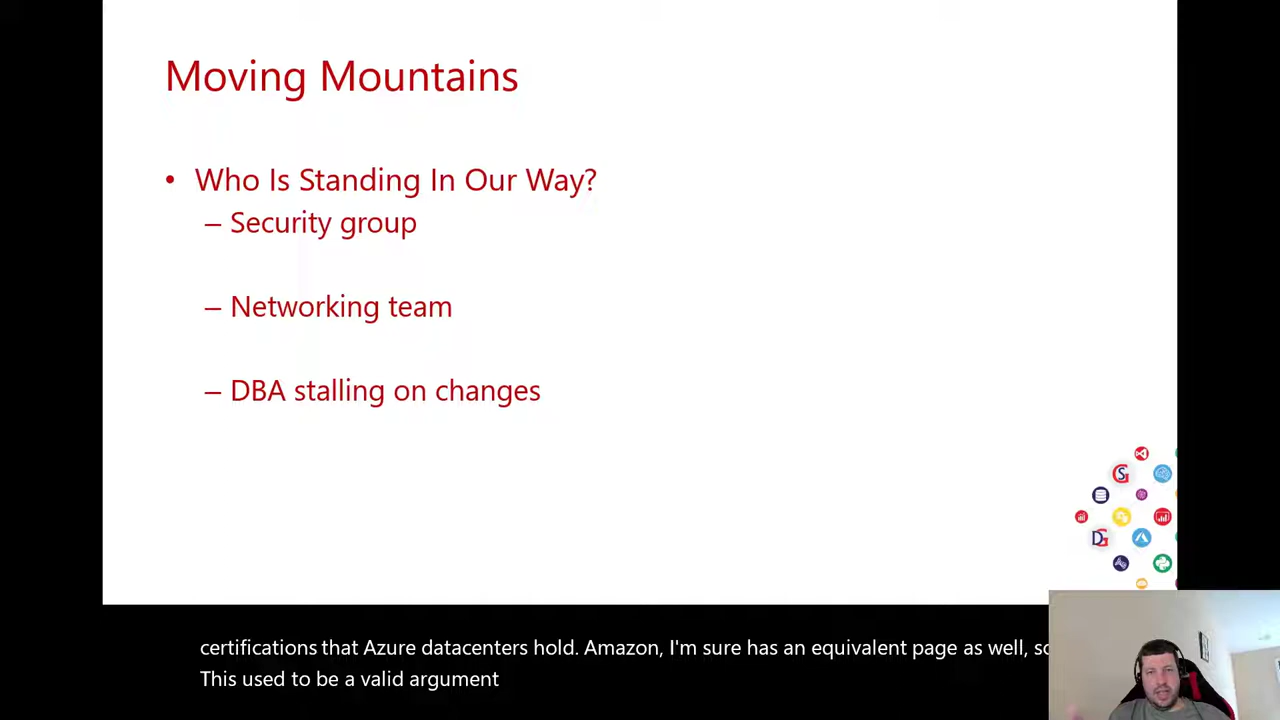 Moving Mountains
• Who Is Standing In Our Way?
– Security group
– Networking team
– DBA stalling on changes
certifications that Azure datacenters hold. Amazon, I'm sure has an equivalent page as well,
This used to be a valid argument